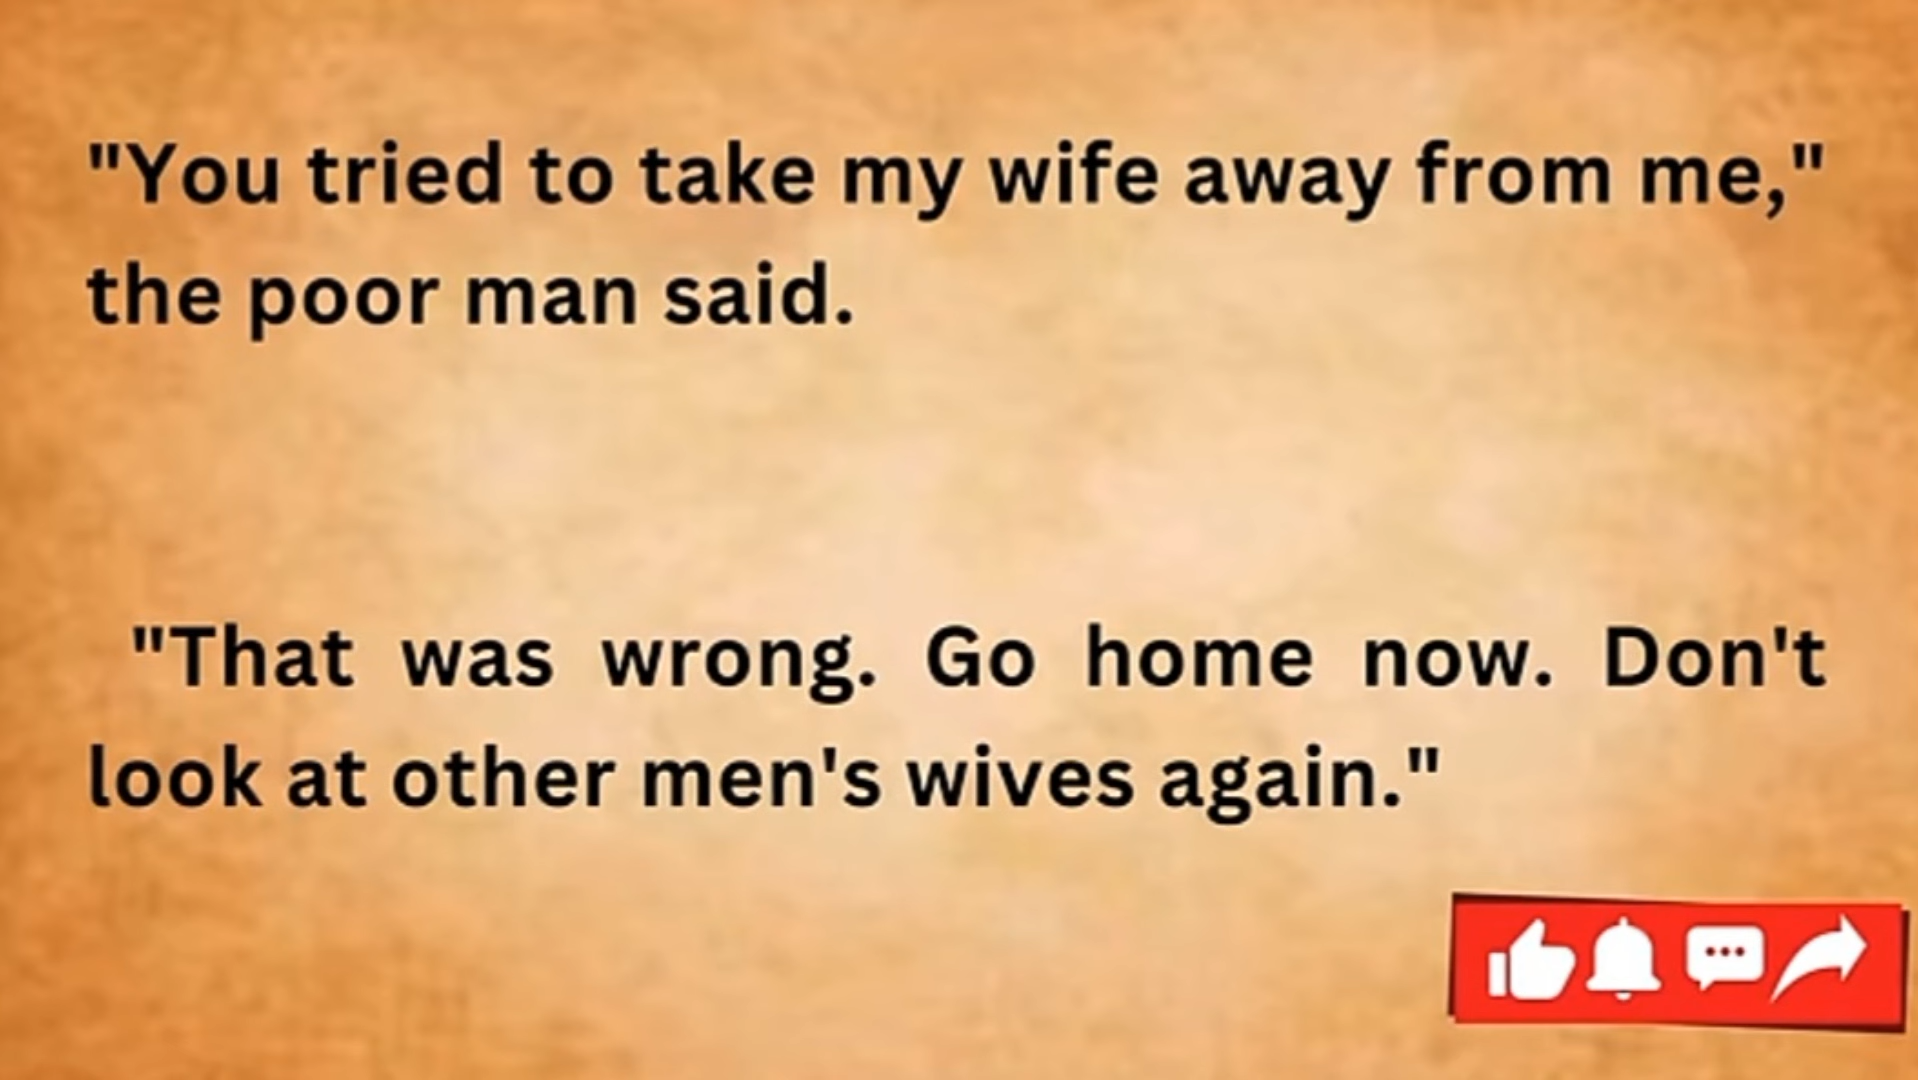 "You tried to take my wife away from me,"
the poor man said.
"That was wrong. Go home now. Don't
look at other men's wives again."